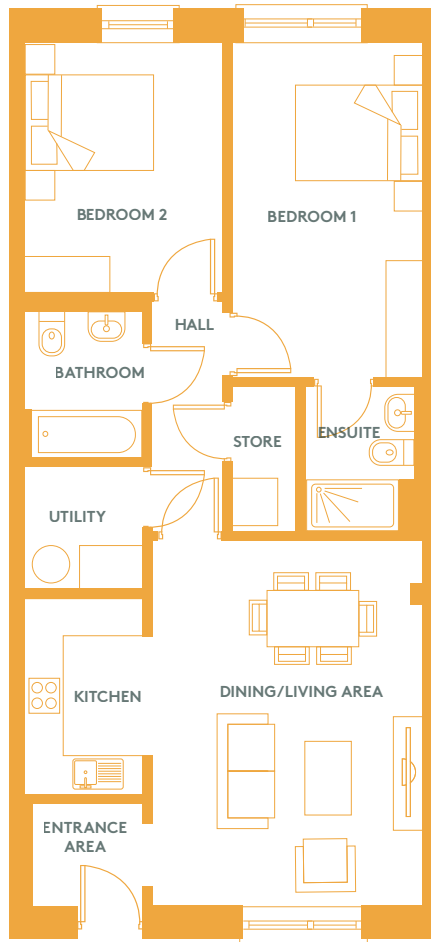 BEDROOM 2
BEDROOM 1
HALL
BATHROOM
STORE
ENSUITE
UTILITY
KITCHEN
DINING/LIVING AREA
ENTRANCE
AREA